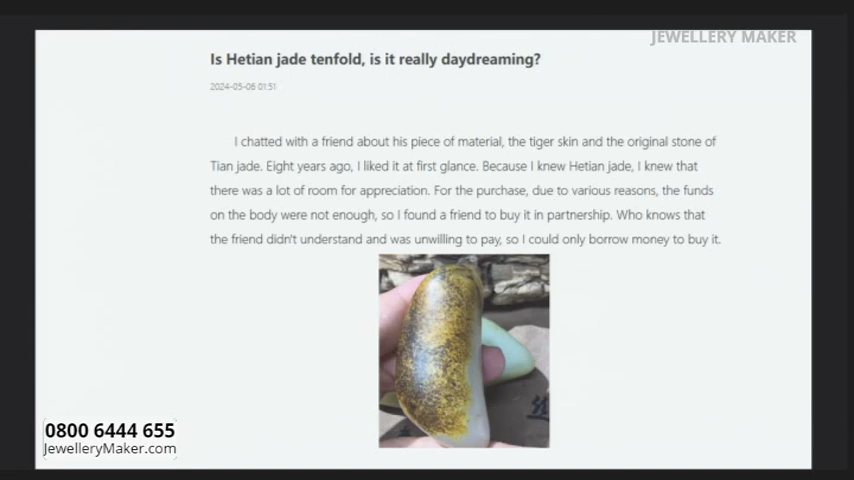 JEWELLERY MAKER
Is Hetian jade tenfold, is it really daydreaming?
2024-05-06 01:51
I chatted with a friend about his piece of material, the tiger skin and the original stone of
Tian jade. Eight years ago, I liked it at first glance. Because I knew Hetian jade, I knew that
there was a lot of room for appreciation. For the purchase, due to various reasons, the funds
on the body were not enough, so I found a friend to buy it in partnership. Who knows that
the friend didn't understand and was unwilling to pay, so I could only borrow money to buy it.
0800 6444 655
JewelleryMaker.com